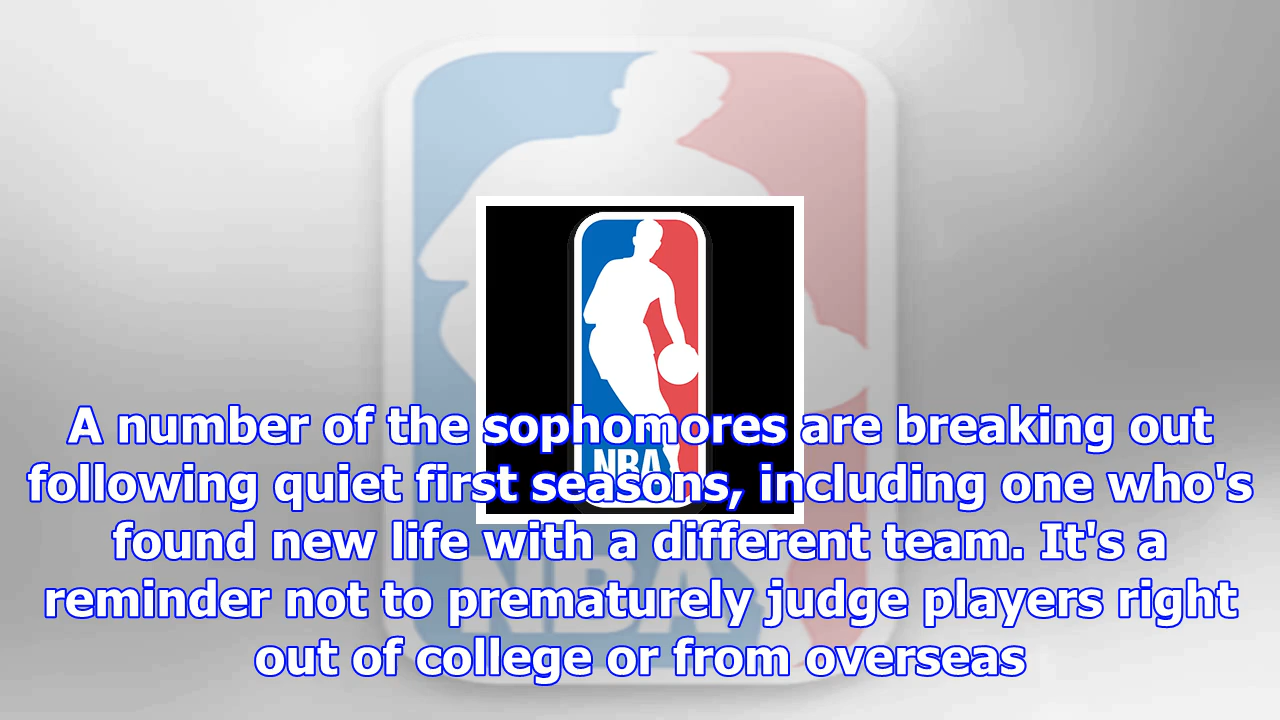 A number of the sophomores are breaking out
following quiet first seasons, including one who's
found new life with a different team. It's a
reminder not to prematurely judge players right
out of college or from overseas
NBA
NBA